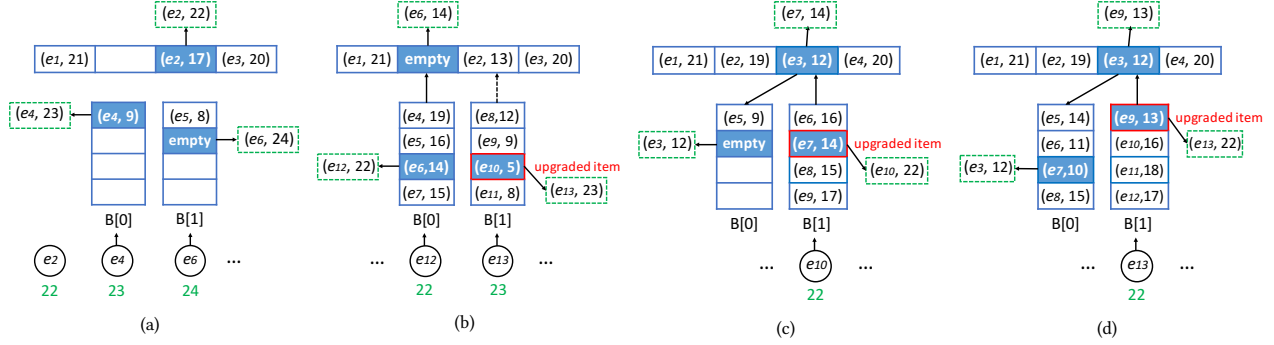 (e2, 22)
(e1, 21) (e2, 17) (e3, 20)
(e4, 23) (e4, 9) (e5, 8)
empty (e6, 24)
B[0] B[1]
e2 e4 e6 ...
22 23 24
(a)
(e6, 14)
(e1, 21) empty (e2, 13) (e3, 20)
(e4, 19) (e8,12)
(e5, 16) (e9, 9)
(e12, 22) (e6,14) (e10, 5) upgraded item
(e7, 15) (e11, 8) (e13, 23)
B[0] B[1]
... e12 e13 ...
22 23
(b)
(e7, 14)
(e1, 21) (e2, 19) (e3, 12) (e4, 20)
(e5, 9) (e6, 16)
(e3, 12) empty (e7, 14) upgraded item
(e8, 15) (e10, 22)
(e9, 17)
B[0] B[1]
... e10 ...
22
(c)
(e9, 13)
(e1, 21) (e2, 19) (e3, 12) (e4, 20)
(e5, 14) (e9, 13) upgraded item
(e6, 11) (e10,16) (e13, 22)
(e3, 12) (e7,10) (e11,18)
(e8, 15) (e12,17)
B[0] B[1]
... e13 ...
22
(d)